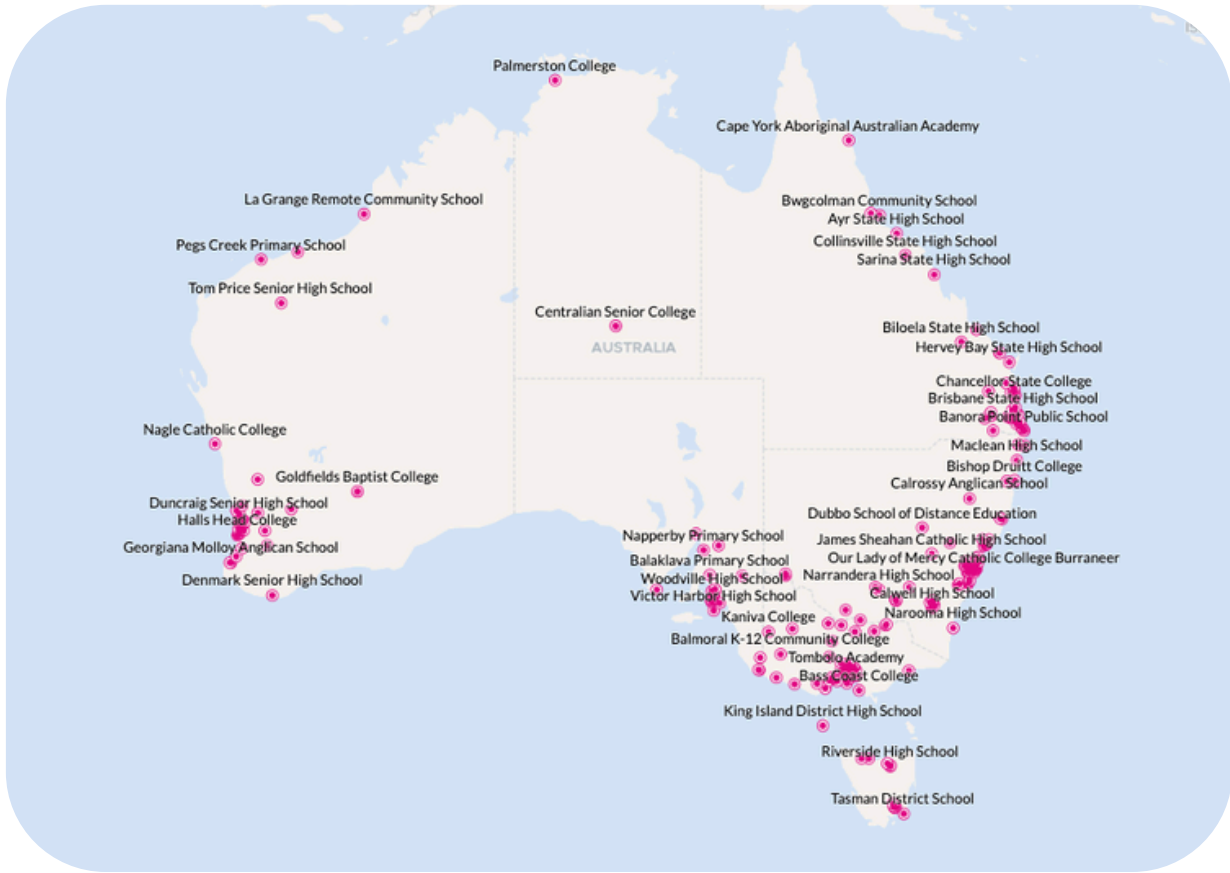 Palmerston College
Cape York Aboriginal Australian Academy
La Grange Remote Community School
Bwgcolman Community School
Ayr State High School
Collinsville State High School
Pegs Creek Primary School
Sarina State High School
Tom Price Senior High School
Centralian Senior College
Biloela State High School
AUSTRALIA
Hervey Bay State High School
Chancellor State College
Brisbane State High School
Banora Point Public School
Nagle Catholic College
Maclean High School
Bishop Druitt College
Goldfields Baptist College
Calrossy Anglican School
Duncraig Senior High School
Dubbo School of Distance Education
Halls Head College
Napperby Primary School
James Sheahan Catholic High School
Georgiana Molloy Anglican School
Our Lady of Mercy Catholic College Burraneer
Balaklava Primary School
Narrandera High School
Woodville High School
Denmark Senior High School
Calwell High School
Victor Harbor High School
Narooma High School
Kaniva College
Balmoral K-12 Community College
Tombolo Academy
Bass Coast College
King Island District High School
Riverside High School
Tasman District School